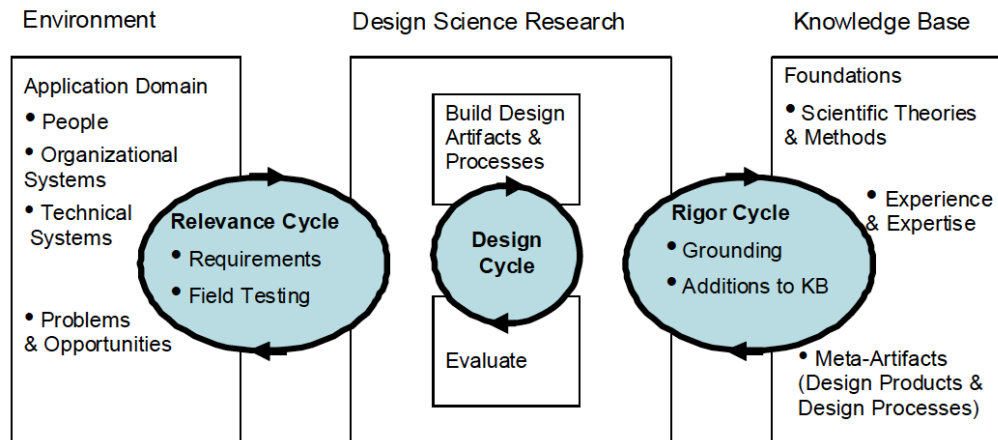 Environment
Design Science Research
Knowledge Base
Application Domain
• People
• Organizational
Systems
• Technical
Systems
• Problems
& Opportunities
Relevance Cycle
• Requirements
• Field Testing
Build Design
Artifacts &
Processes
Design
Cycle
Evaluate
Rigor Cycle
• Grounding
• Additions to KB
Foundations
• Scientific Theories
& Methods
• Experience
& Expertise
• Meta-Artifacts
(Design Products &
Design Processes)